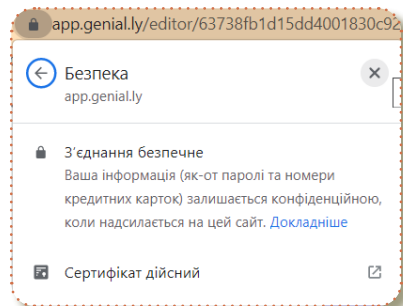 app.genial.ly/editor/63738fb1d15dd4001830c92
Безпека
app.genial.ly
З’єднання безпечне
Ваша інформація (як-от паролі та номери
кредитних карток) залишається конфіденційною,
коли надсилається на цей сайт. Докладніше
Сертифікат дійсний